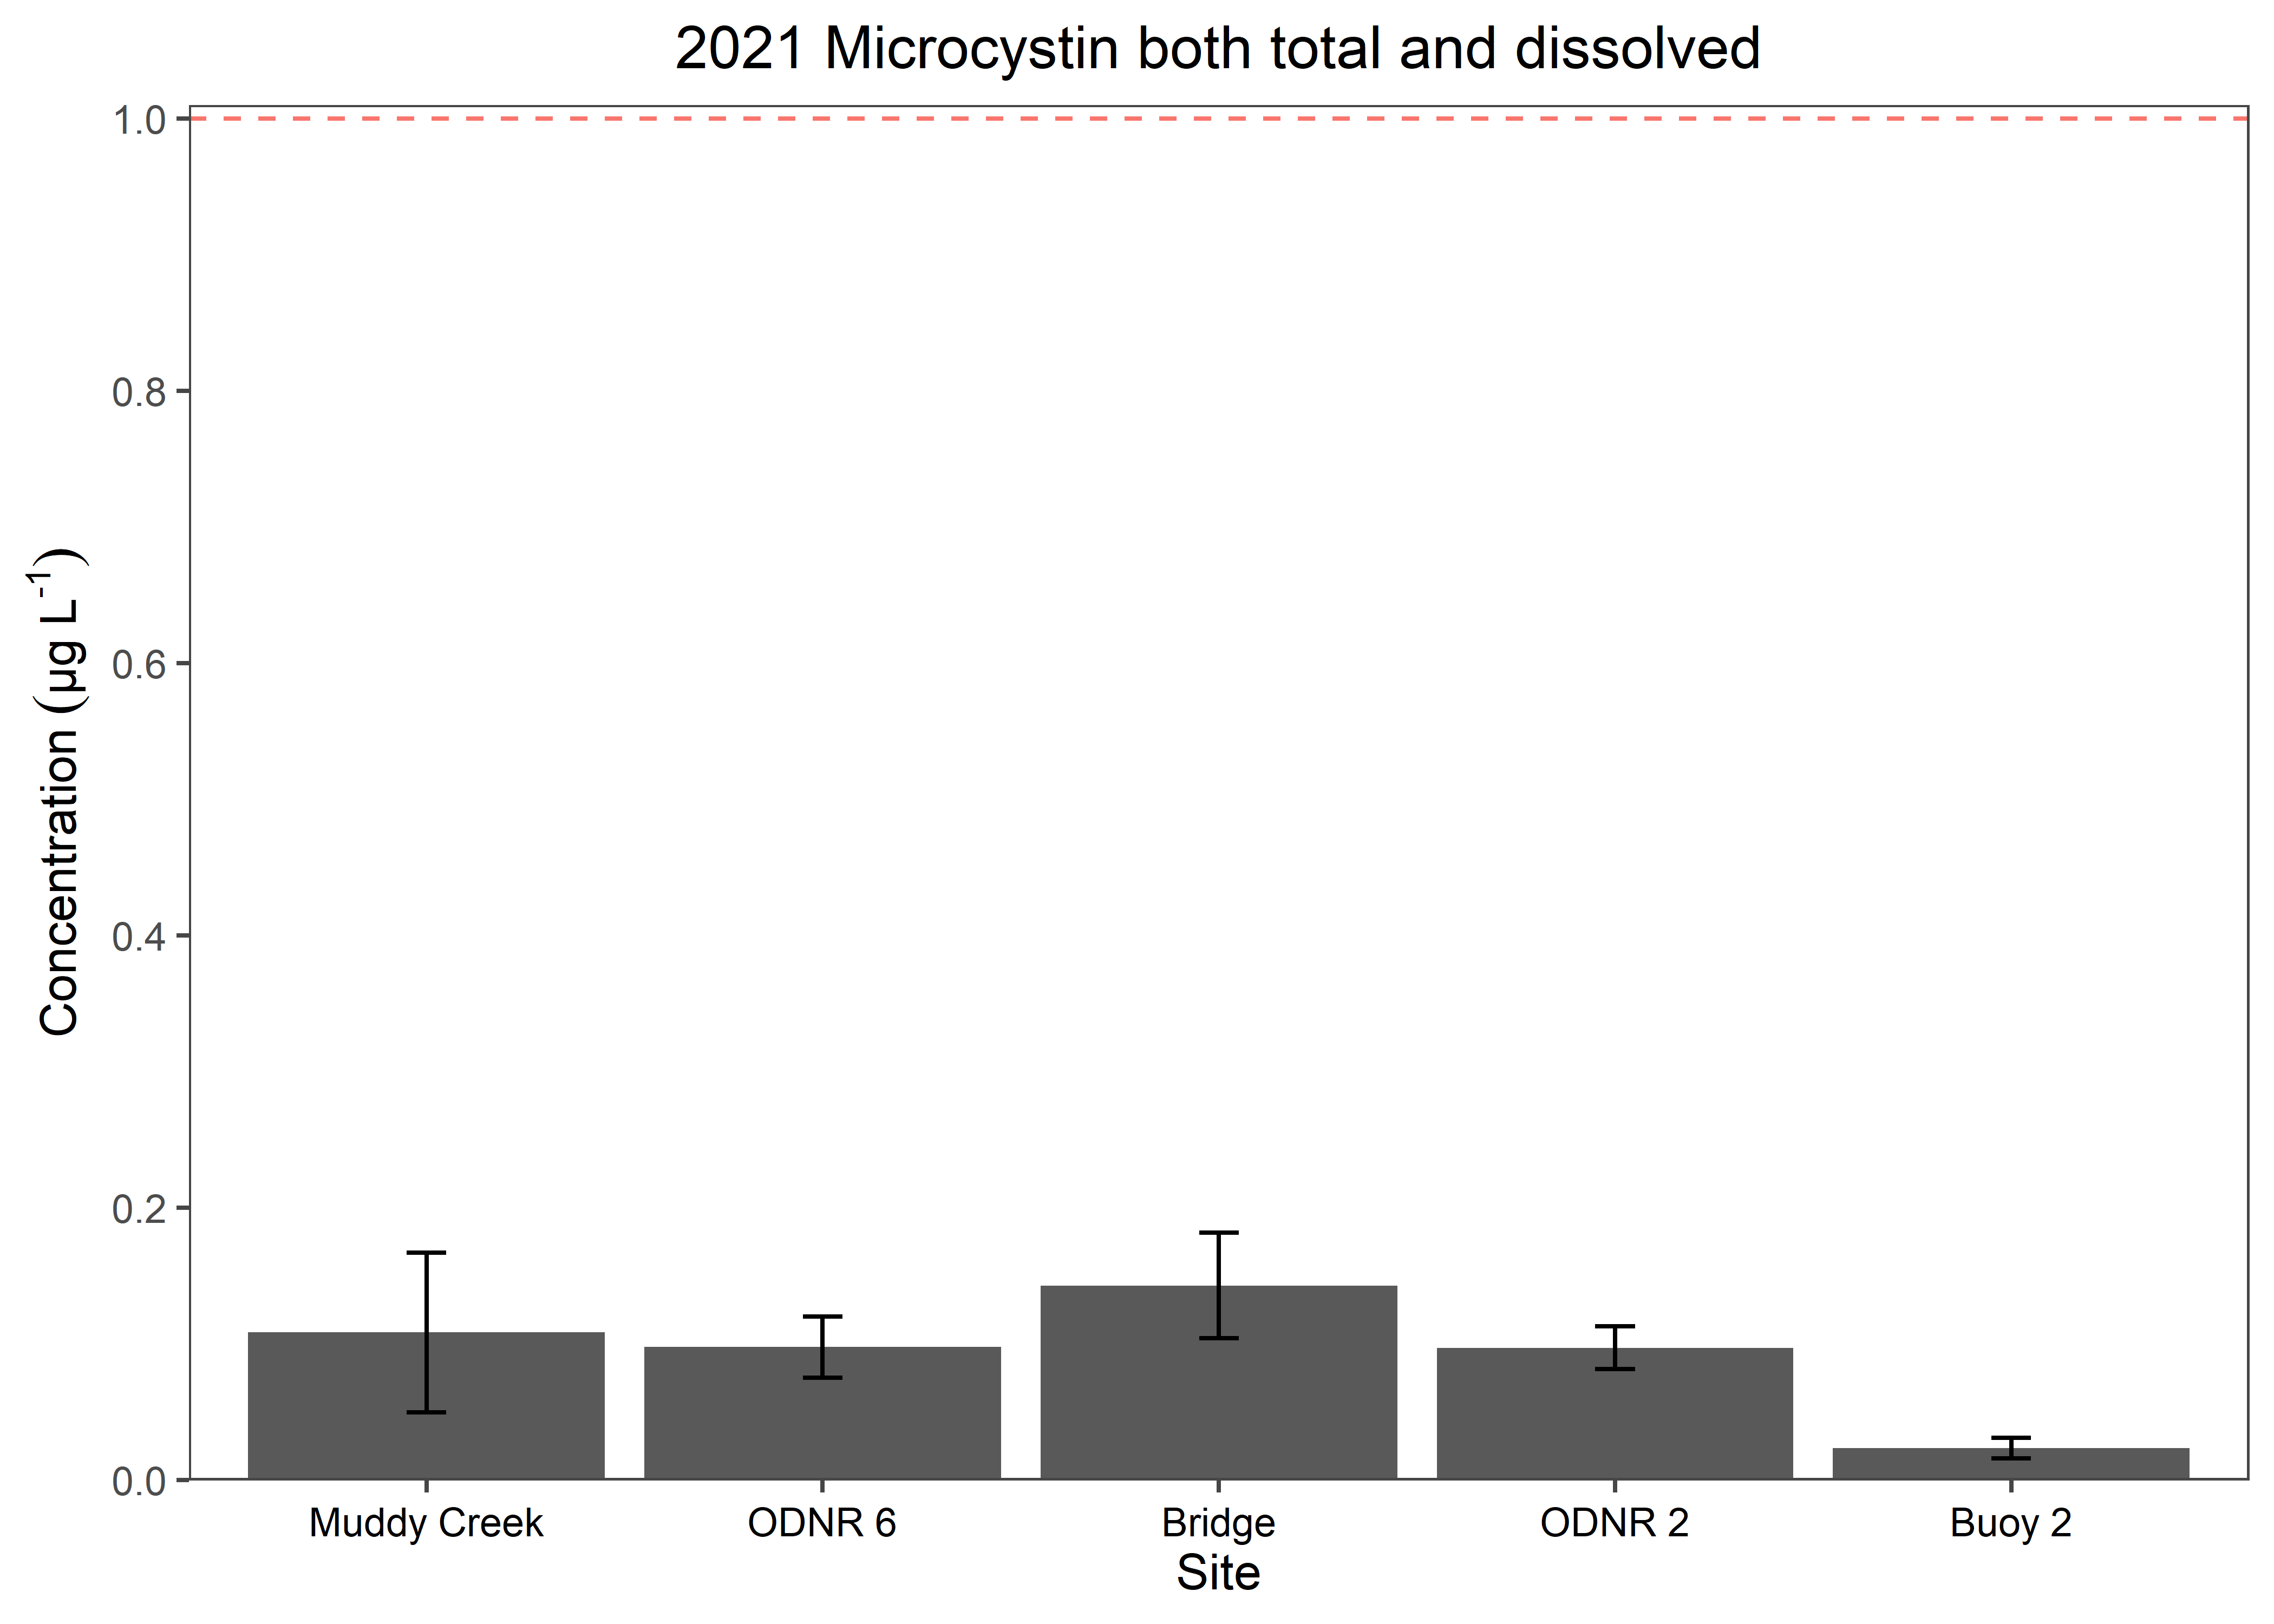 2021 Microcystin both total and dissolved
1.0
0.8
0.6
0.4
0.2
0.0
Concentration (µg L⁻¹)
Muddy Creek ODNR 6 Bridge ODNR 2 Buoy 2
Site